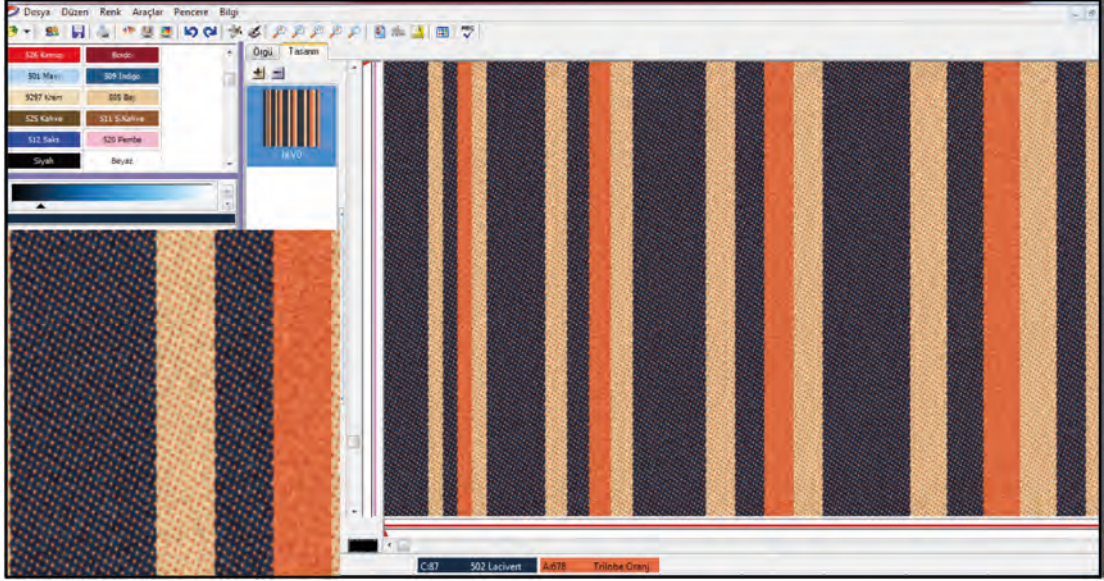 Dosya Düzen Renk Araçlar Pencere Bilgi
Örgü Tasarım
526 Kırmızı Bordo
501 Mavi 509 İndigo
9297 Krem 555 Bej
525 Kahve 511 S.Kahve
512 Saks 520 Pembe
Siyah Beyaz
C:87 502 Lacivert A:678 Trilobe Oranj